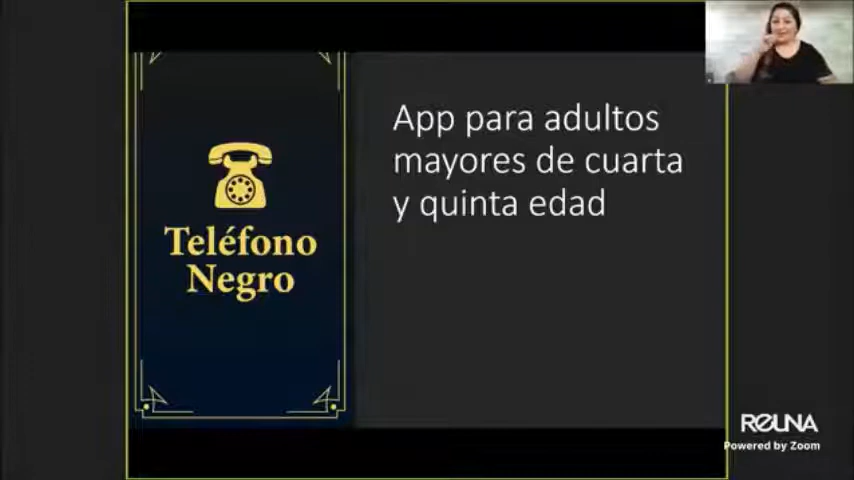 Teléfono
Negro
App para adultos
mayores de cuarta
y quinta edad
REUNA
Powered by Zoom